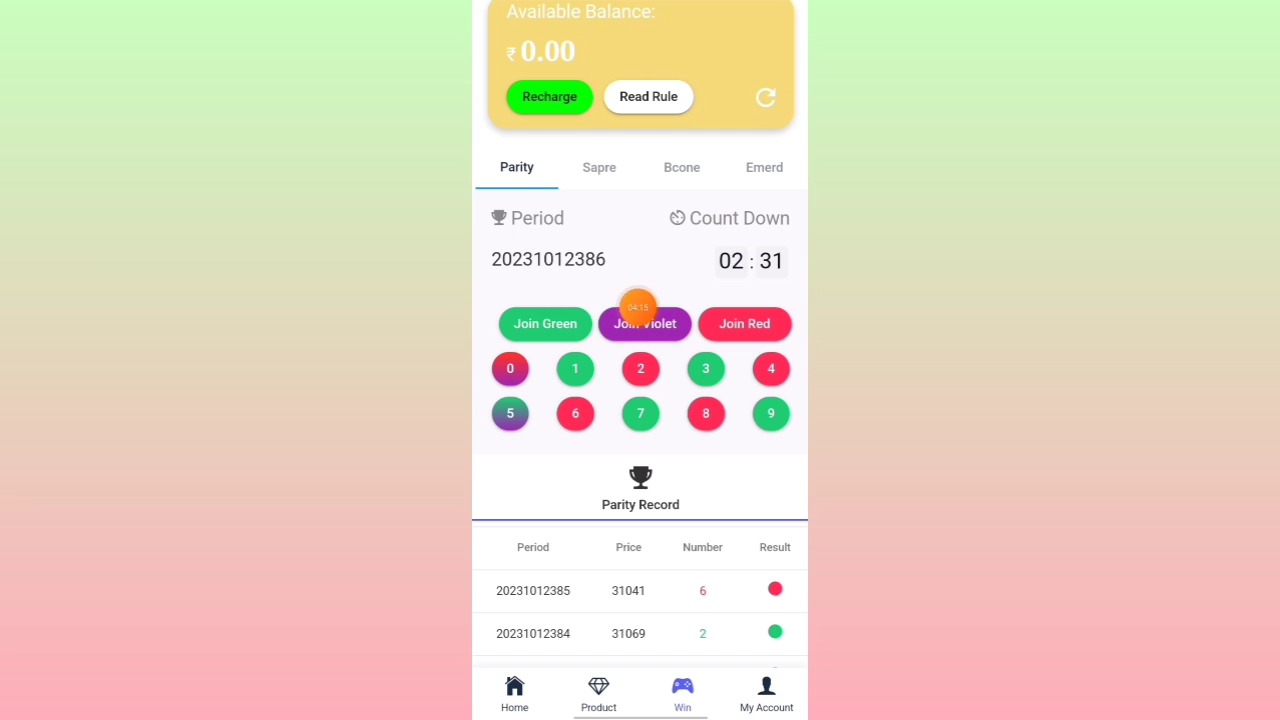 Available Balance:
₹ 0.00
Recharge Read Rule
Parity Sapre Bcone Emerd
Period Count Down
20231012386 02 : 31
04:15
Join Green Join Violet Join Red
0 1 2 3 4
5 6 7 8 9
Parity Record
Period Price Number Result
20231012385 31041 6
20231012384 31069 2
Home Product Win My Account